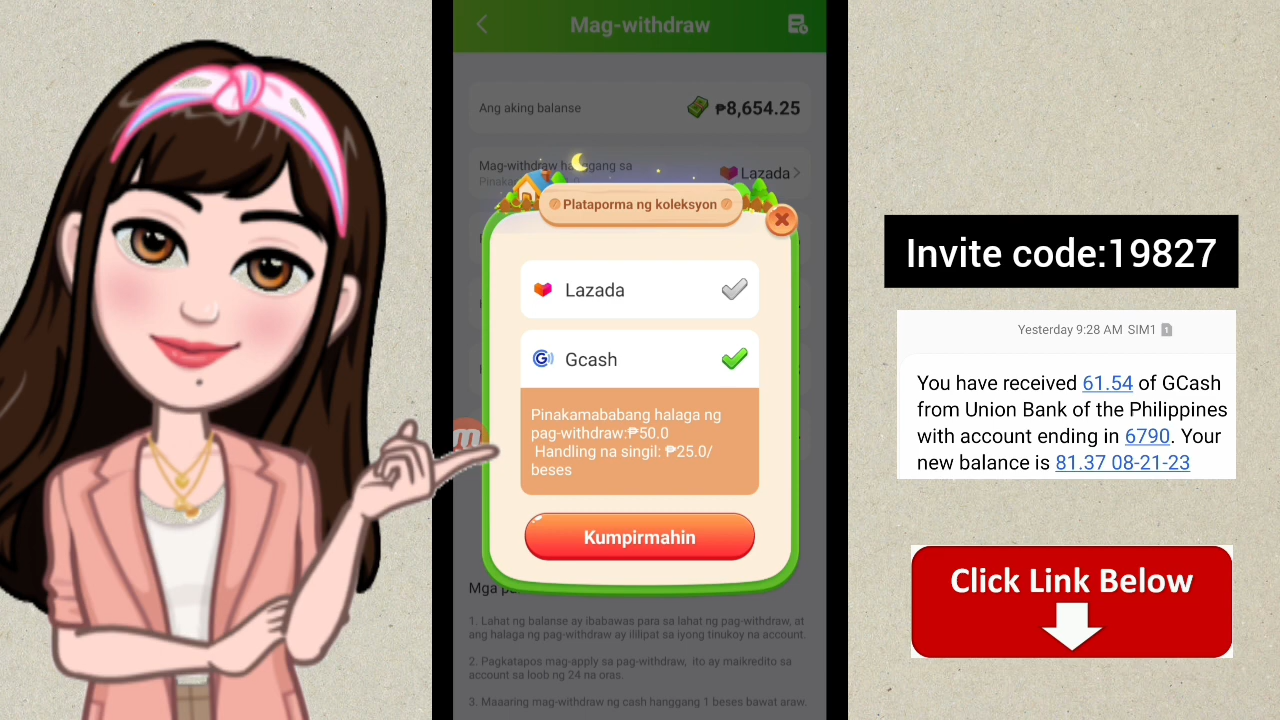 Mag-withdraw
Ang aking balanse
₱8,654.25
Mag-withdraw hanggang sa
Lazada
Plataporma ng koleksyon
Lazada
Gcash
Pinakamababang halaga ng
pag-withdraw:₱50.0
Handling na singil: ₱25.0/
beses
Kumpirmahin
1. Lahat ng balanse ay ibabawas para sa lahat ng pag-withdraw, at
ang halaga ng pag-withdraw ay ililipat sa iyong tinukoy na account.
2. Pagkatapos mag-apply sa pag-withdraw, ito ay maikredito sa
account sa loob ng 24 na oras.
3. Maaaring mag-withdraw ng cash hanggang 1 beses bawat araw.
Invite code:19827
Yesterday 9:28 AM SIM1 1
You have received 61.54 of GCash
from Union Bank of the Philippines
with account ending in 6790. Your
new balance is 81.37 08-21-23
Click Link Below